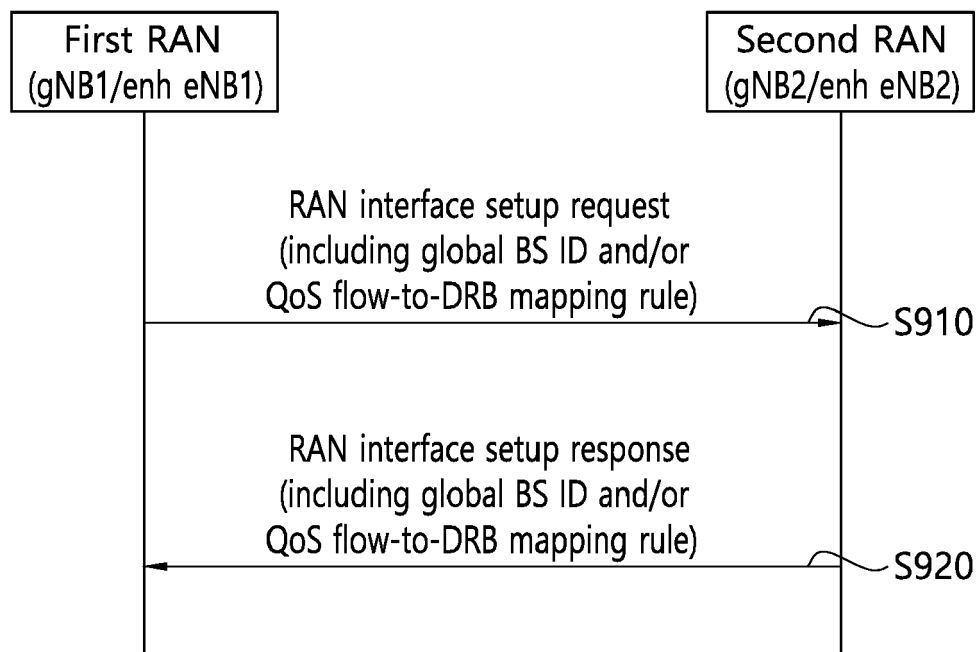 First RAN
(gNB1/enh eNB1)
Second RAN
(gNB2/enh eNB2)
RAN interface setup request
(including global BS ID and/or
QoS flow-to-DRB mapping rule)
S910
RAN interface setup response
(including global BS ID and/or
QoS flow-to-DRB mapping rule)
S920